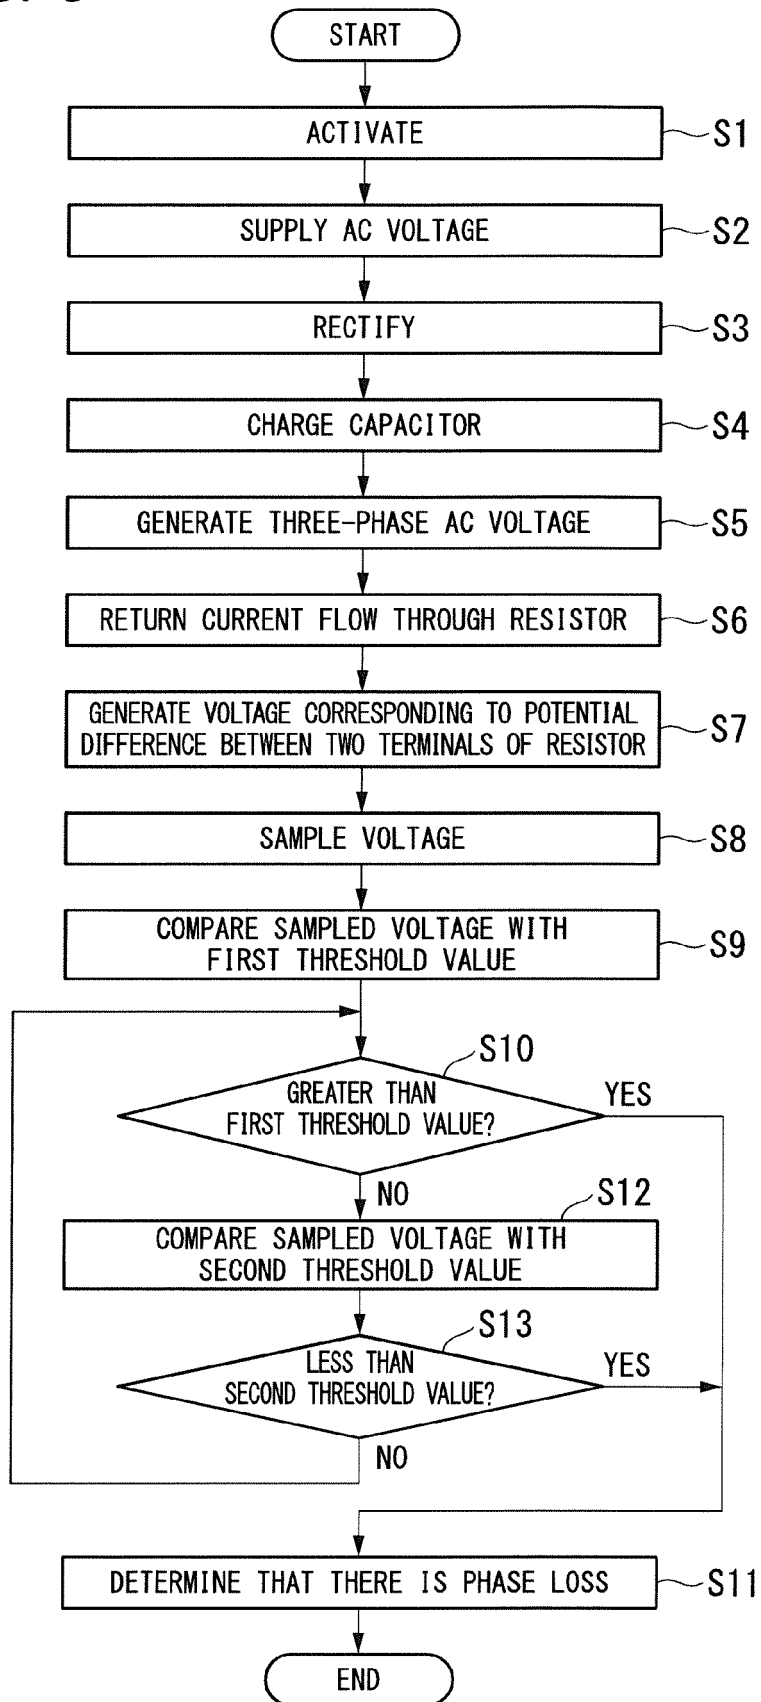 START
ACTIVATE
S1
SUPPLY AC VOLTAGE
S2
RECTIFY
S3
CHARGE CAPACITOR
S4
GENERATE THREE-PHASE AC VOLTAGE
S5
RETURN CURRENT FLOW THROUGH RESISTOR
S6
GENERATE VOLTAGE CORRESPONDING TO POTENTIAL
DIFFERENCE BETWEEN TWO TERMINALS OF RESISTOR
S7
SAMPLE VOLTAGE
S8
COMPARE SAMPLED VOLTAGE WITH
FIRST THRESHOLD VALUE
S9
S10
GREATER THAN
FIRST THRESHOLD VALUE?
YES
NO
S12
COMPARE SAMPLED VOLTAGE WITH
SECOND THRESHOLD VALUE
S13
LESS THAN
SECOND THRESHOLD VALUE?
YES
NO
DETERMINE THAT THERE IS PHASE LOSS
S11
END